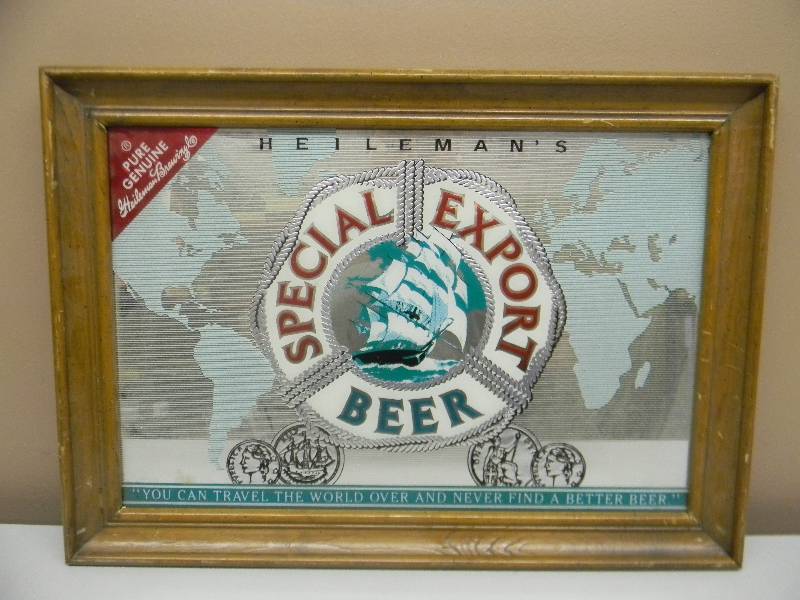 HEILEMAN'S
®
PURE
GENUINE
Heileman Brewing®
SPECIAL EXPORT
BEER
"YOU CAN TRAVEL THE WORLD OVER AND NEVER FIND A BETTER BEER."